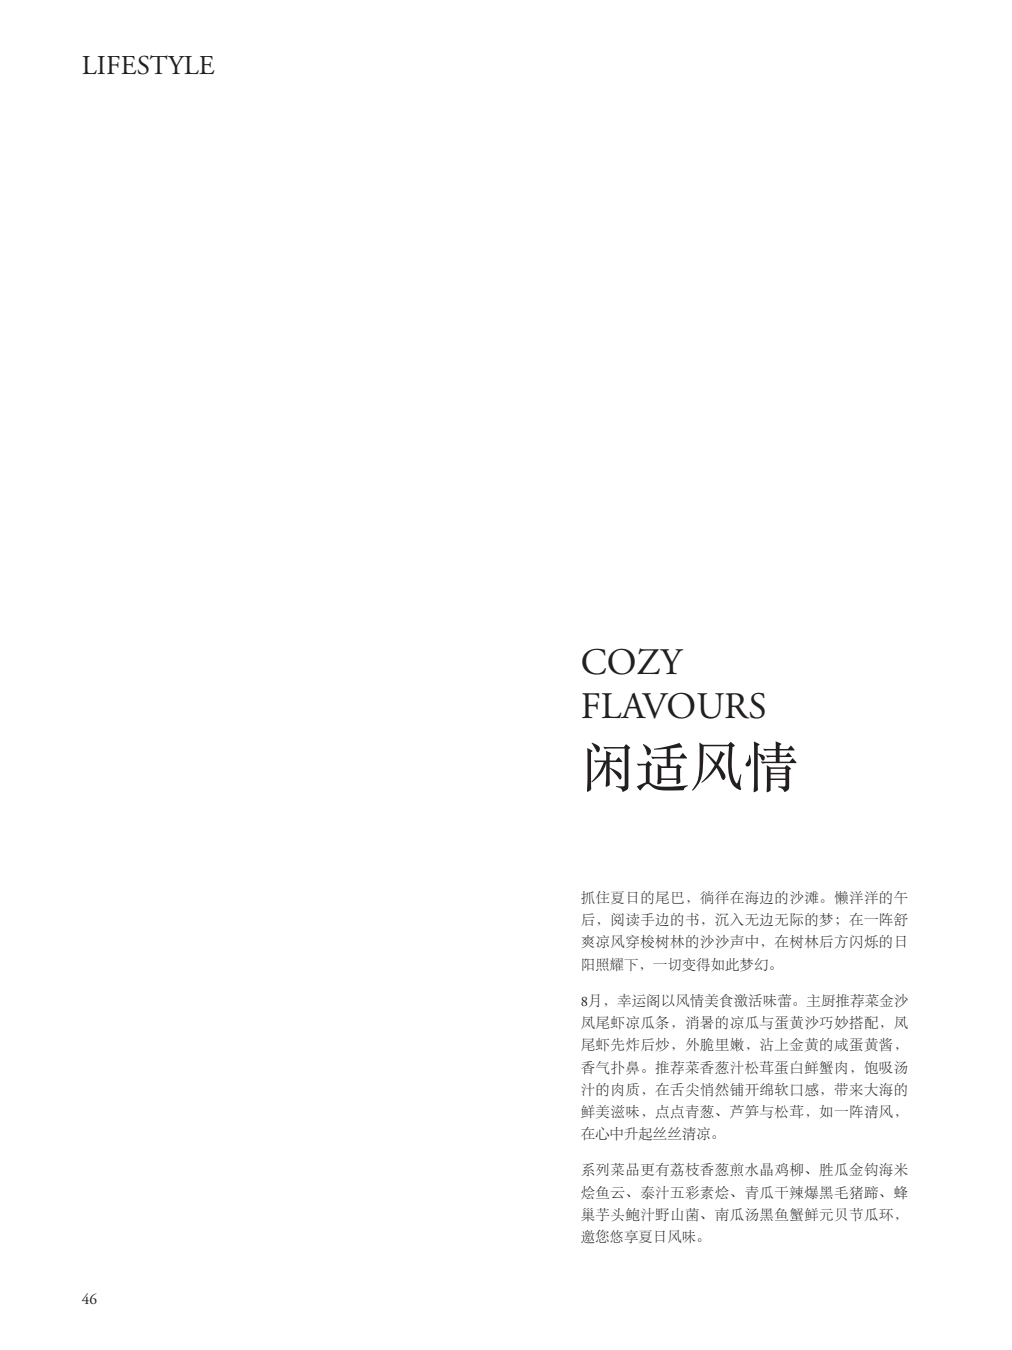 LIFESTYLE
COZY
FLAVOURS
闲适风情
抓住夏日的尾巴，徜徉在海边的沙滩。懒洋洋的午
后，阅读手边的书，沉入无边无际的梦；在一阵舒
爽凉风穿梭树林的沙沙声中，在树林后方闪烁的日
阳照耀下，一切变得如此梦幻。
8月，幸运阁以风情美食激活味蕾。主厨推荐菜金沙
凤尾虾凉瓜条，消暑的凉瓜与蛋黄沙巧妙搭配，凤
尾虾先炸后炒，外脆里嫩，沾上金黄的咸蛋黄酱，
香气扑鼻。推荐菜香葱汁松茸蛋白鲜蟹肉，饱吸汤
汁的肉质，在舌尖悄然铺开绵软口感，带来大海的
鲜美滋味，点点青葱、芦笋与松茸，如一阵清风，
在心中升起丝丝清凉。
系列菜品更有荔枝香葱煎水晶鸡柳、胜瓜金钩海米
烩鱼云、泰汁五彩素烩、青瓜干辣爆黑毛猪蹄、蜂
巢芋头鲍汁野山菌、南瓜汤黑鱼蟹鲜元贝节瓜环，
邀您悠享夏日风味。
46